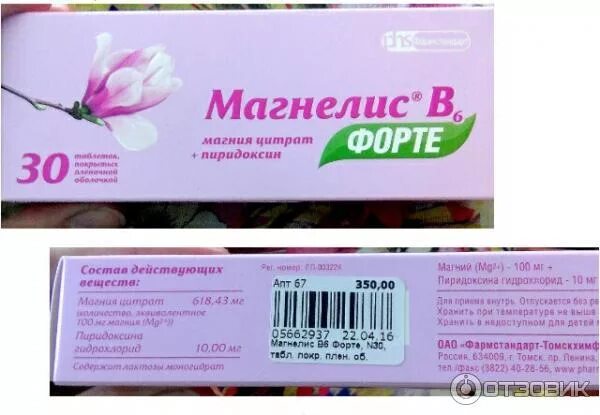 фармстандарт
Магнелис® B6
ФОРТЕ
магния цитрат
+ пиридоксин
30
таблеток,
покрытых
пленочной
оболочкой
Состав действующих
веществ:
Магния цитрат 618,43 мг
(количество, эквивалентное
100 мг магния (Mg²⁺))
Пиридоксина
гидрохлорид 10,00 мг
Содержит лактозы моногидрат
Рег. номер: ЛП-003224
Апт 67 350,00
05662937 22.04.16
Магнелис В6 Форте, N30,
табл. покр. плен. об.
Магний (Mg²⁺) - 100 мг +
Пиридоксина гидрохлорид - 10 мг
Для приема внутрь. Отпускается без ре
Хранить при температуре не выше
Хранить в недоступном для детей
ОАО «Фармстандарт-Томскхимф
Россия, 634009, г. Томск, пр. Ленина,
тел./факс (3822) 40-28-56, www.phar
ОТЗОВИК